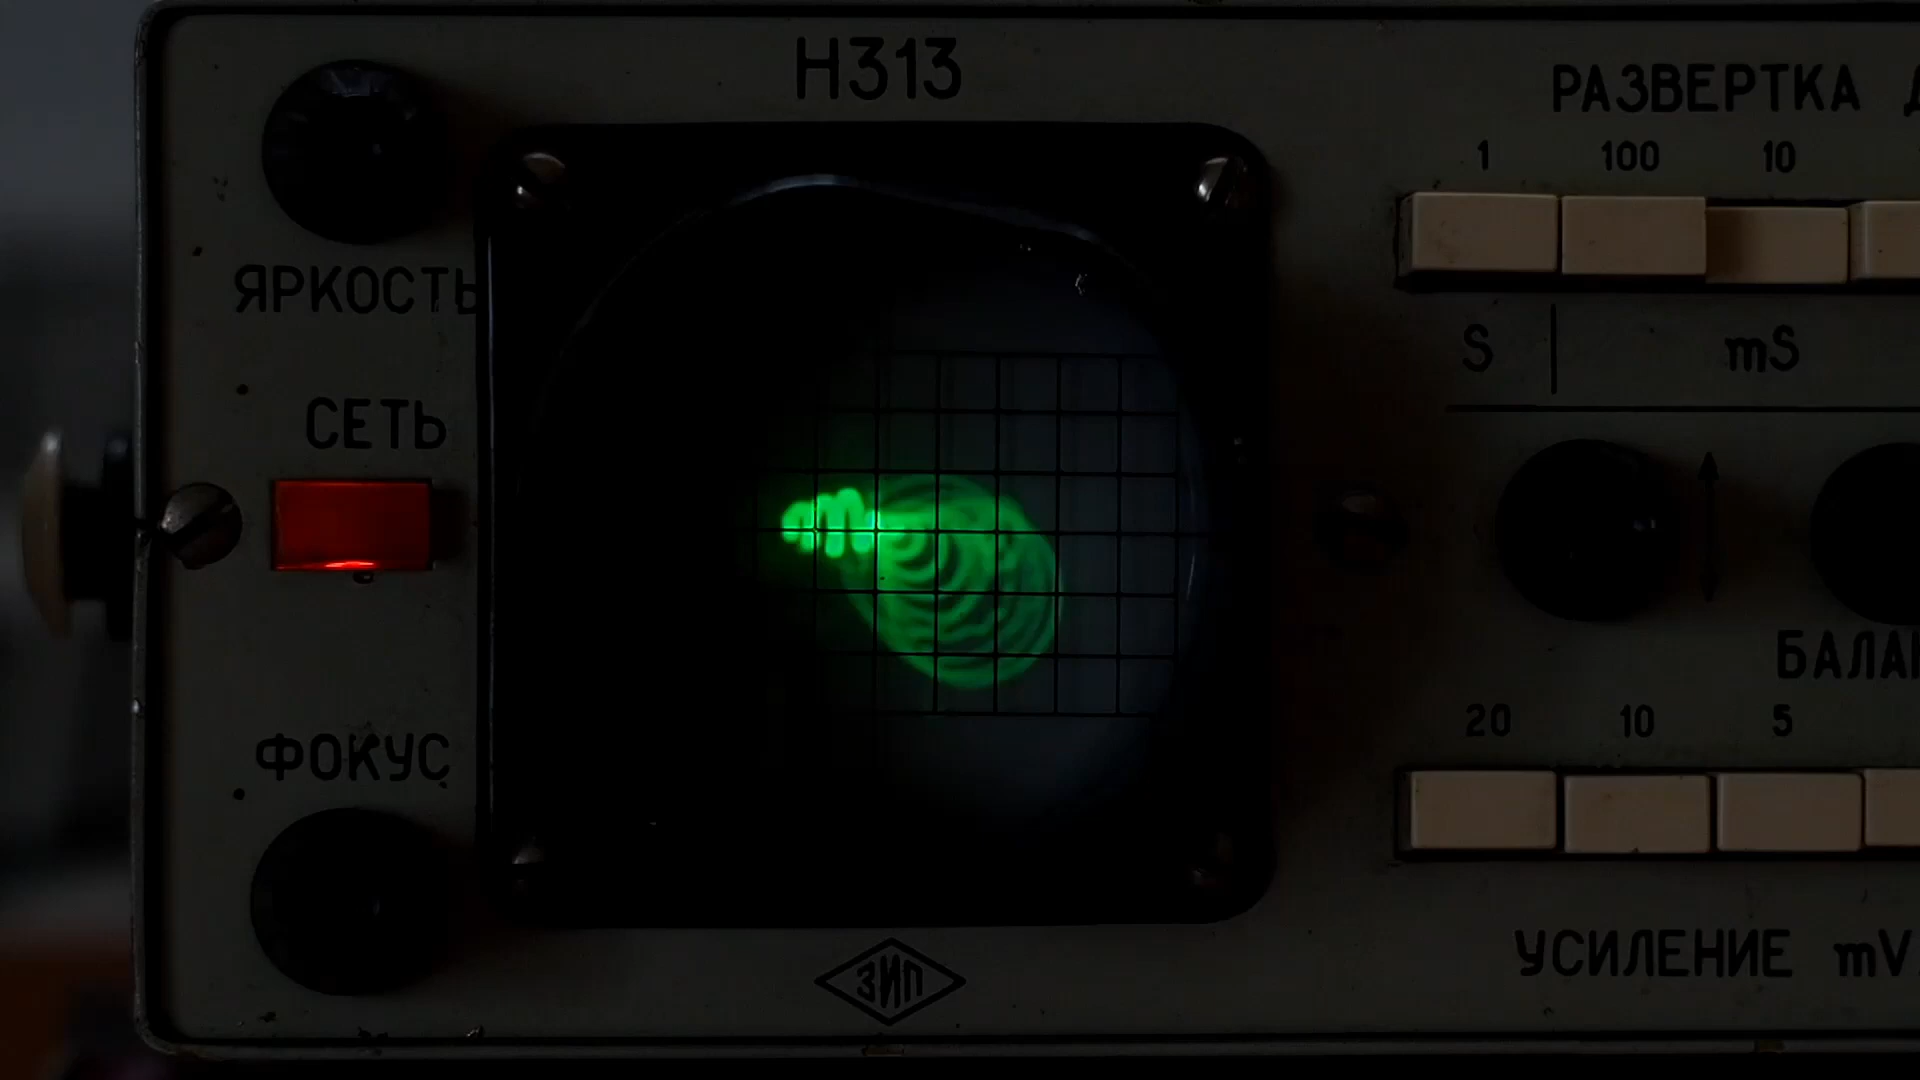 Н313
РАЗВЕРТКА
1 100 10
ЯРКОСТЬ
S mS
СЕТЬ
20 10 5
ФОКУС
УСИЛЕНИЕ mV
ЗИП